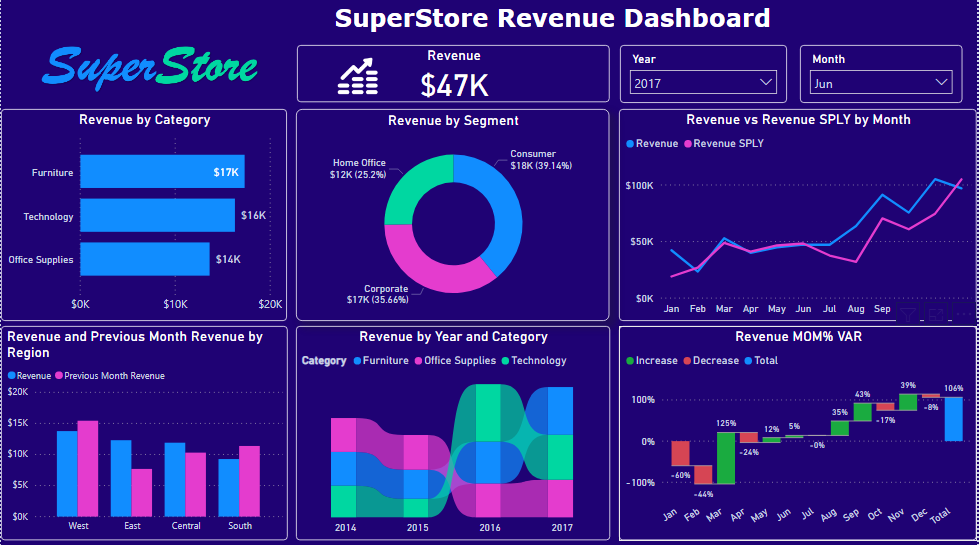 SuperStore Revenue Dashboard
SuperStore
Revenue
$47K
Year
2017
Month
Jun
Revenue by Category
Furniture
$17K
Technology
$16K
Office Supplies
$14K
$0K $10K $20K
Revenue by Segment
Home Office
$12K (25.2%)
Consumer
$18K (39.14%)
Corporate
$17K (35.66%)
Revenue vs Revenue SPLY by Month
Revenue Revenue SPLY
$100K
$50K
$0K
Jan Feb Mar Apr May Jun Jul Aug Sep
Revenue and Previous Month Revenue by
Region
Revenue Previous Month Revenue
$20K
$15K
$10K
$5K
$0K
West East Central South
Revenue by Year and Category
Category Furniture Office Supplies Technology
2014 2015 2016 2017
Revenue MOM% VAR
Increase Decrease Total
100%
0%
-100%
-60%
-44%
125%
-24%
12%
5%
-0%
35%
43%
-17%
39%
-8%
106%
Jan Feb Mar Apr May Jun Jul Aug Sep Oct Nov Dec Total